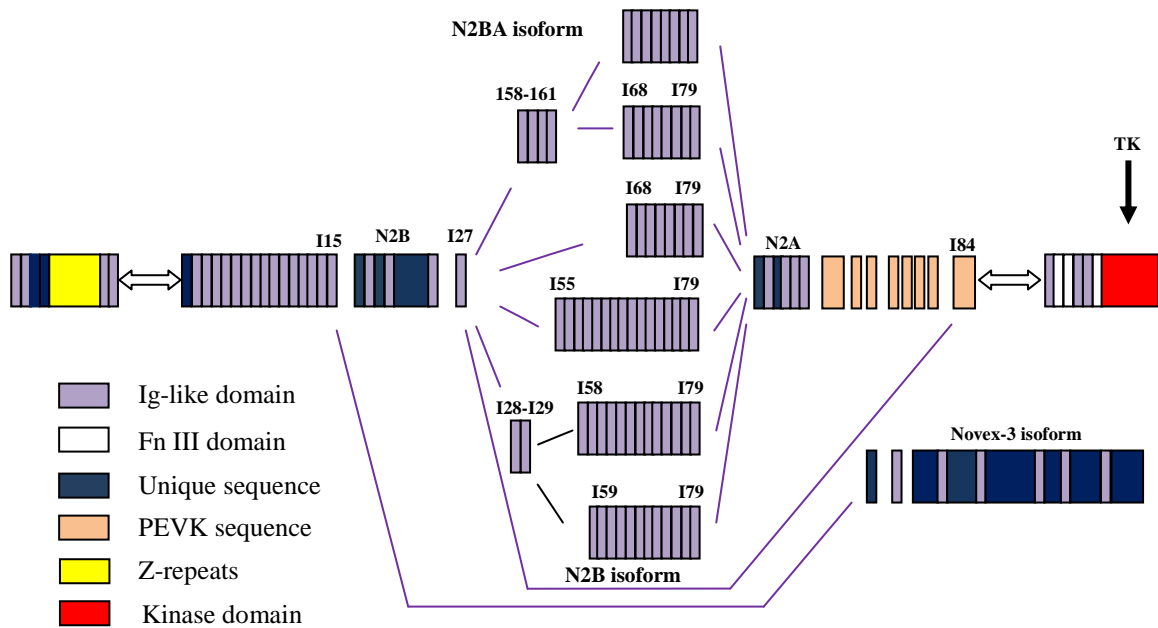 N2BA isoform
158-161
I68 I79
TK
I68 I79
I15
N2B
I27
N2A
I84
I55 I79
Ig-like domain
Fn III domain
Unique sequence
PEVK sequence
Z-repeats
Kinase domain
I28-I29
I58 I79
Novex-3 isoform
I59 I79
N2B isoform